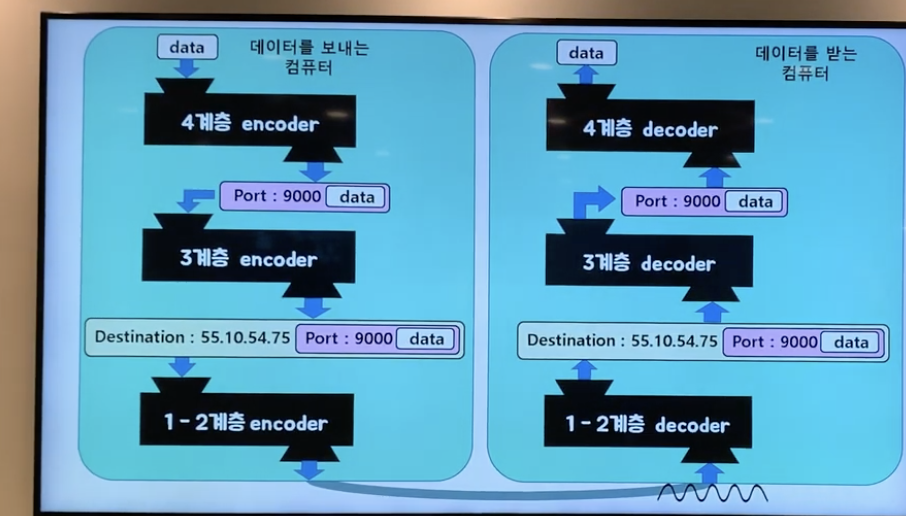 data
데이터를 보내는
컴퓨터
4계층 encoder
Port : 9000 data
3계층 encoder
Destination : 55.10.54.75 Port : 9000 data
1-2계층 encoder
data
데이터를 받는
컴퓨터
4계층 decoder
Port : 9000 data
3계층 decoder
Destination : 55.10.54.75 Port : 9000 data
1-2계층 decoder